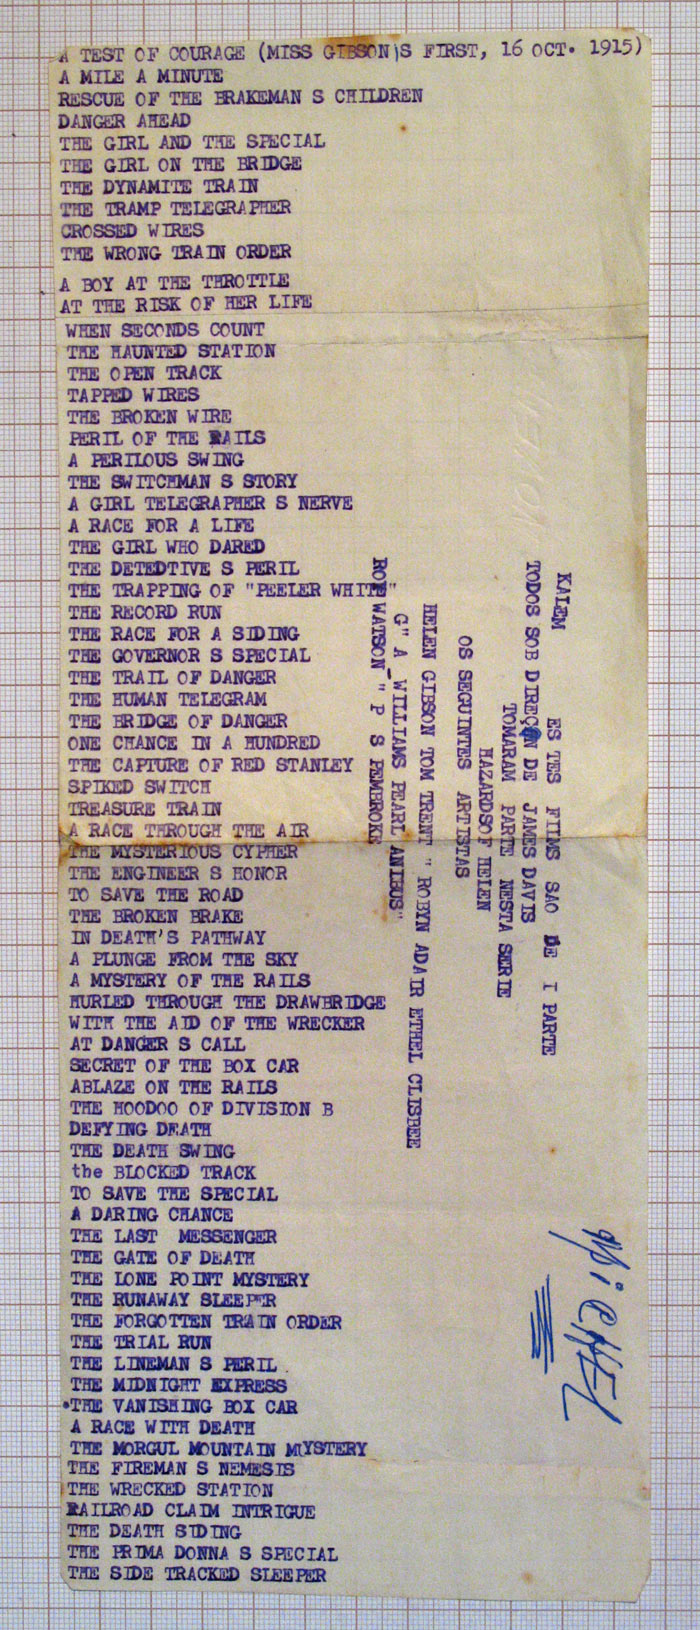 A TEST OF COURAGE (MISS GIBSON)S FIRST, 16 OCT. 1915)
A MILE A MINUTE
RESCUE OF THE BRAKEMAN S CHILDREN
DANGER AHEAD
THE GIRL AND THE SPECIAL
THE GIRL ON THE BRIDGE
THE DYNAMITE TRAIN
THE TRAMP TELEGRAPHER
CROSSED WIRES
THE WRONG TRAIN ORDER
A BOY AT THE THROTTLE
AT THE RISK OF HER LIFE
WHEN SECONDS COUNT
THE HAUNTED STATION
THE OPEN TRACK
TAPPED WIRES
THE BROKEN WIRE
PERIL OF THE RAILS
A PERILOUS SWING
THE SWITCHMAN S STORY
A GIRL TELEGRAPHER S NERVE
A RACE FOR A LIFE
THE GIRL WHO DARED
THE DETEDTIVE S PERIL
THE TRAPPING OF "PEELER WHITE"
THE RECORD RUN
THE RACE FOR A SIDING
THE GOVERNOR S SPECIAL
THE TRAIL OF DANGER
THE HUMAN TELEGRAM
THE BRIDGE OF DANGER
ONE CHANCE IN A HUNDRED
THE CAPTURE OF RED STANLEY
SPIKED SWITCH
TREASURE TRAIN
A RACE THROUGH THE AIR
THE MYSTERIOUS CYPHER
THE ENGINEER S HONOR
TO SAVE THE ROAD
THE BROKEN BRAKE
IN DEATH'S PATHWAY
A PLUNGE FROM THE SKY
A MYSTERY OF THE RAILS
HURLED THROUGH THE DRAWBRIDGE
WITH THE AID OF THE WRECKER
AT DANGER S CALL
SECRET OF THE BOX CAR
ABLAZE ON THE RAILS
THE HOODOO OF DIVISION B
DEFYING DEATH
THE DEATH SWING
the BLOCKED TRACK
TO SAVE THE SPECIAL
A DARING CHANCE
THE LAST MESSENGER
THE GATE OF DEATH
THE LONE POINT MYSTERY
THE RUNAWAY SLEEPER
THE FORGOTTEN TRAIN ORDER
THE TRIAL RUN
THE LINEMAN S PERIL
THE MIDNIGHT EXPRESS
THE VANISHING BOX CAR
A RACE WITH DEATH
THE MORGUL MOUNTAIN MUYSTERY
THE FIREMAN S NEMESIS
THE WRECKED STATION
RAILROAD CLAIM INTRIGUE
THE DEATH SIDING
THE PRIMA DONNA S SPECIAL
THE SIDE TRACKED SLEEPER
KALEM ES TES FILMS SAO DE I PARTE
TODOS SOB DIREÇON DE JAMES DAVIS
TOMARAM PARTE NESTA SERIE
HAZARDSOF HELEN
OS SEGUINTES ARTISTAS
HELEN GIBSON TOM TRENT " ROBYN ADAIR ETHEL CLISBEE
G" A WILLIAMS PEARL ANIBUS"
ROY WATSON " P S PEMBROKE